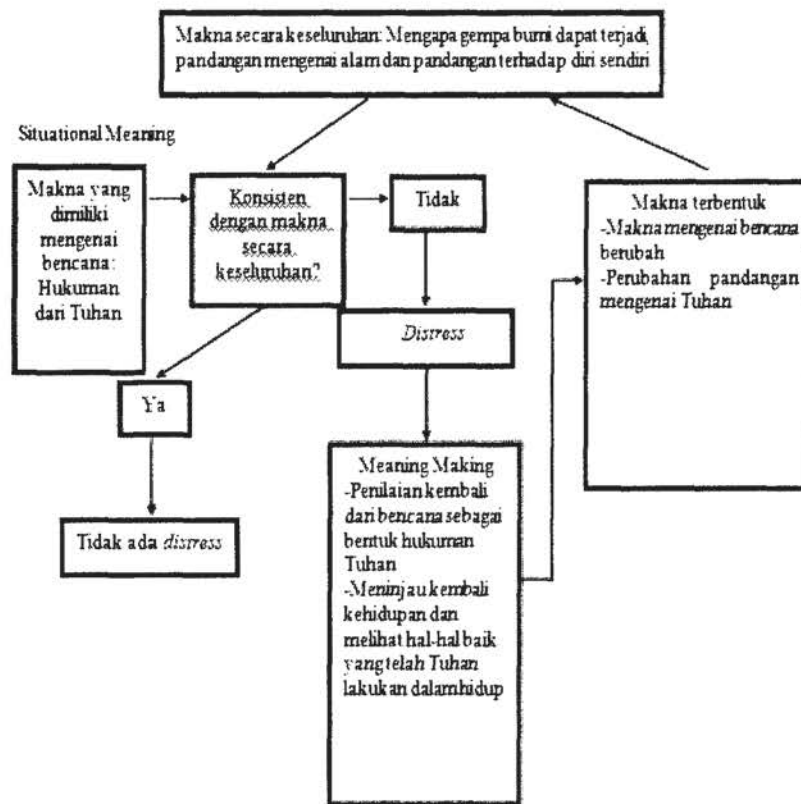 Makna secara keseluruhan: Mengapa gempa bumi dapat terjadi,
pandangan mengenai alam dan pandangan terhadap diri sendiri
Situational Meaning
Makna yang
dimiliki
mengenai
bencana:
Hukuman
dari Tuhan
Konsisten
dengan makna
secara
keseluruhan?
Tidak
Distress
Ya
Tidak ada distress
Meaning Making
-Penilaian kembali
dari bencana sebagai
bentuk hukuman
Tuhan
-Meninjau kembali
kehidupan dan
melihat hal-hal baik
yang telah Tuhan
lakukan dalam hidup
Makna terbentuk
-Makna mengenai bencana
berubah
-Perubahan pandangan
mengenai Tuhan